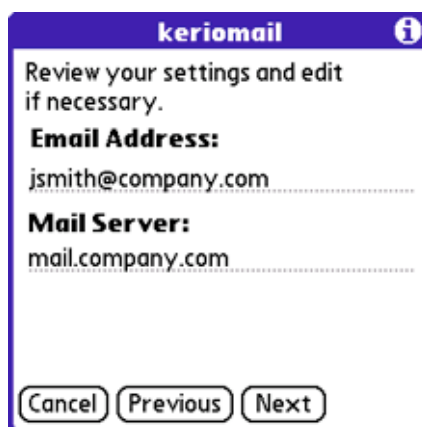 keriomail
Review your settings and edit
if necessary.
Email Address:
jsmith@company.com
Mail Server:
mail.company.com
Cancel Previous Next